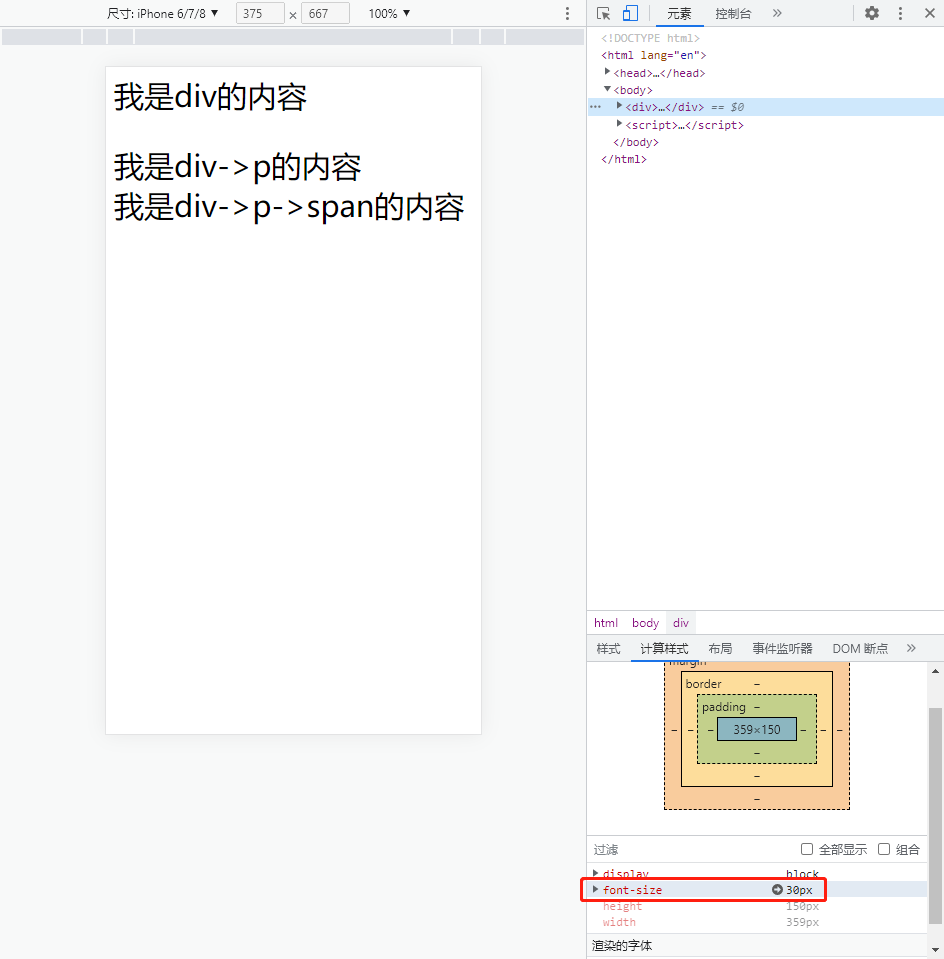 尺寸: iPhone 6/7/8 ▼ 375 × 667 100% ▼
元素 控制台 »
我是div的内容
我是div->p的内容
我是div->p->span的内容
<!DOCTYPE html>
<html lang="en">
<head>…</head>
<body>
<div>…</div> == $0
<script>…</script>
</body>
</html>
html body div
样式 计算样式 布局 事件监听器 DOM 断点 »
margin
border –
padding –
– – – 359×150 – – –
–
–
–
过滤 全部显示 组合
display block
font-size 30px
height 150px
width 359px
渲染的字体